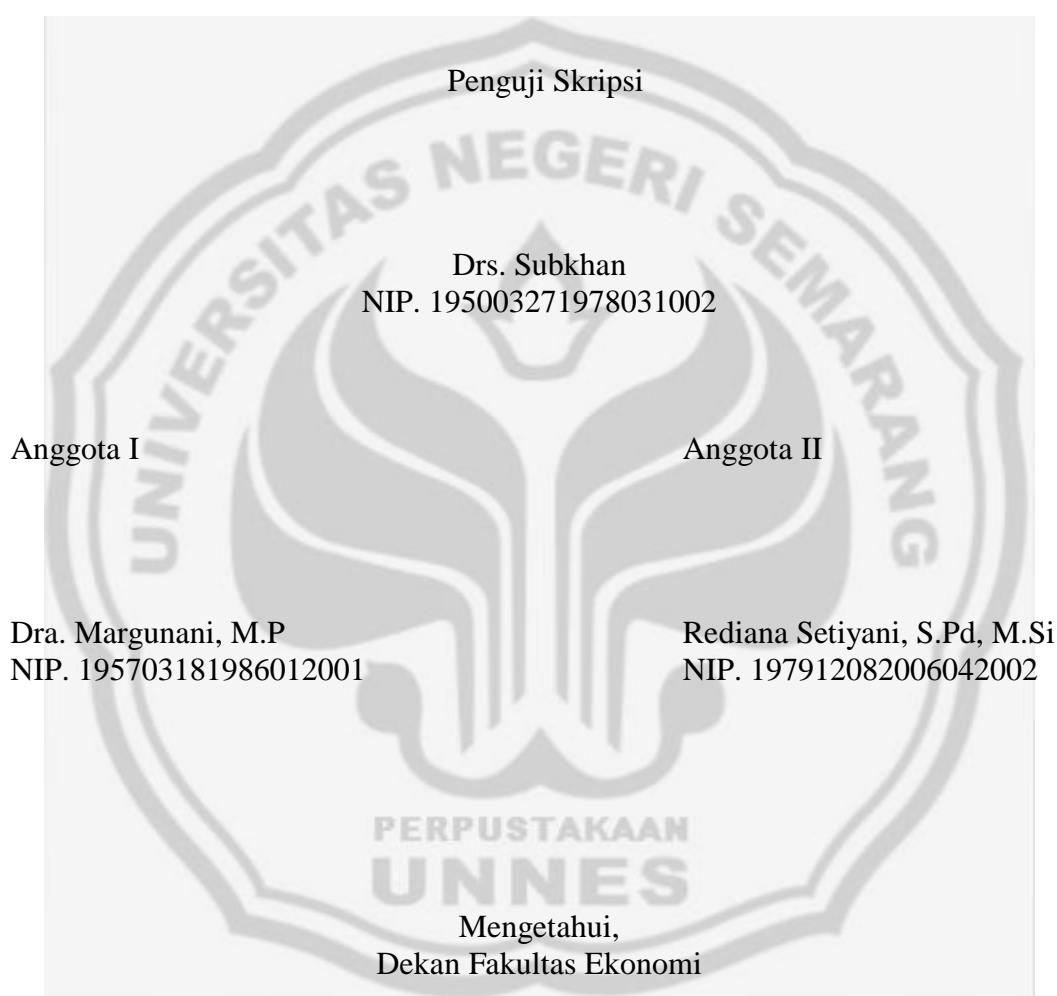 Penguji Skripsi
UNIVERSITAS NEGERI SEMARANG
Drs. Subkhan
NIP. 195003271978031002
Anggota I
Anggota II
Dra. Margunani, M.P
NIP. 195703181986012001
Rediana Setiyani, S.Pd, M.Si
NIP. 197912082006042002
PERPUSTAKAAN
UNNES
Mengetahui,
Dekan Fakultas Ekonomi